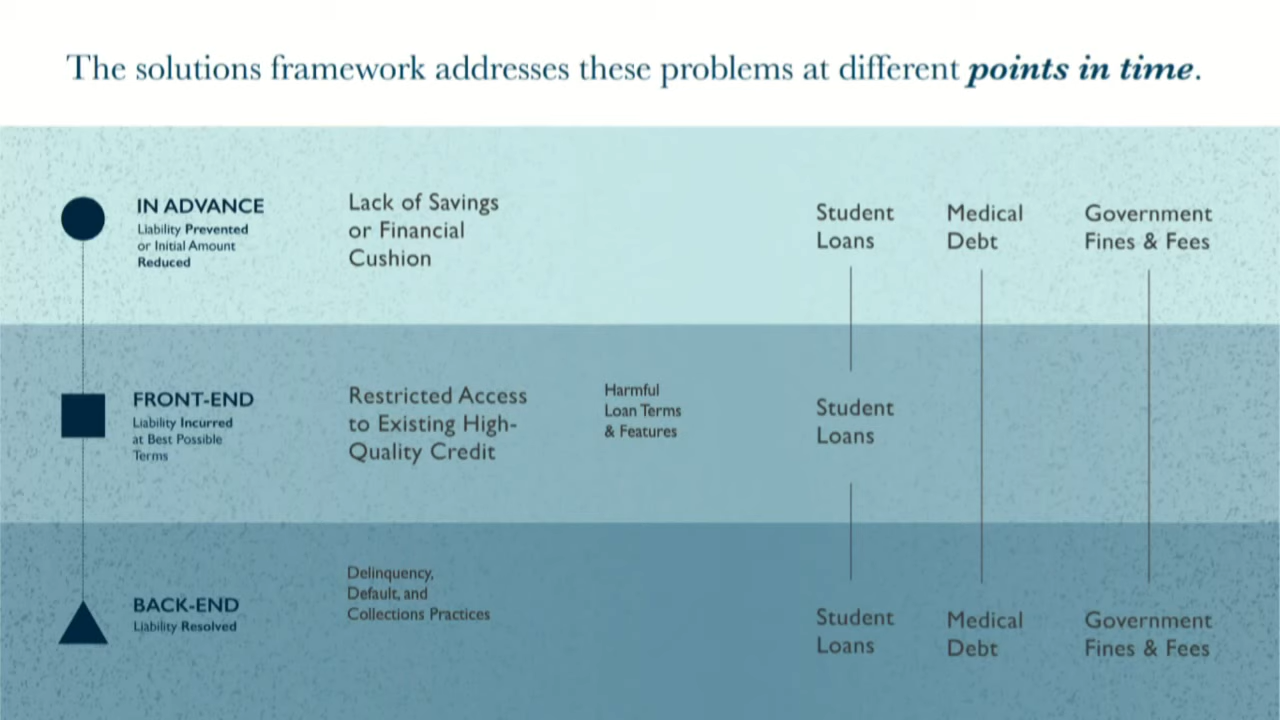 The solutions framework addresses these problems at different points in time.
IN ADVANCE
Liability Prevented
or Initial Amount
Reduced
Lack of Savings
or Financial
Cushion
Student
Loans
Medical
Debt
Government
Fines & Fees
FRONT-END
Liability Incurred
at Best Possible
Terms
Restricted Access
to Existing High-
Quality Credit
Harmful
Loan Terms
& Features
Student
Loans
BACK-END
Liability Resolved
Delinquency,
Default, and
Collections Practices
Student
Loans
Medical
Debt
Government
Fines & Fees